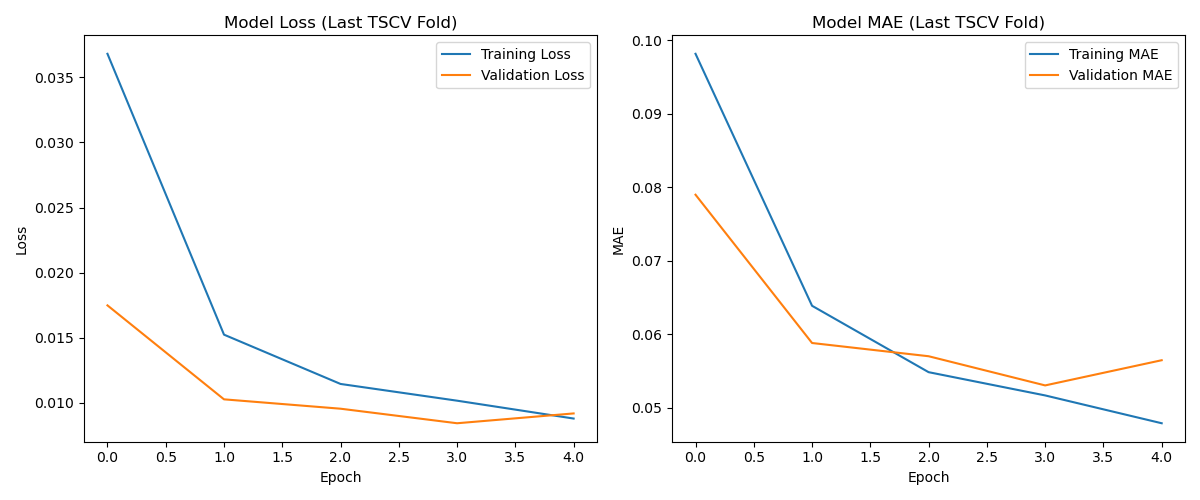 Model Loss (Last TSCV Fold)
Training Loss
Validation Loss
0.035
0.030
0.025
0.020
0.015
0.010
Loss
0.0 0.5 1.0 1.5 2.0 2.5 3.0 3.5 4.0
Epoch
Model MAE (Last TSCV Fold)
Training MAE
Validation MAE
0.10
0.09
0.08
0.07
0.06
0.05
MAE
0.0 0.5 1.0 1.5 2.0 2.5 3.0 3.5 4.0
Epoch